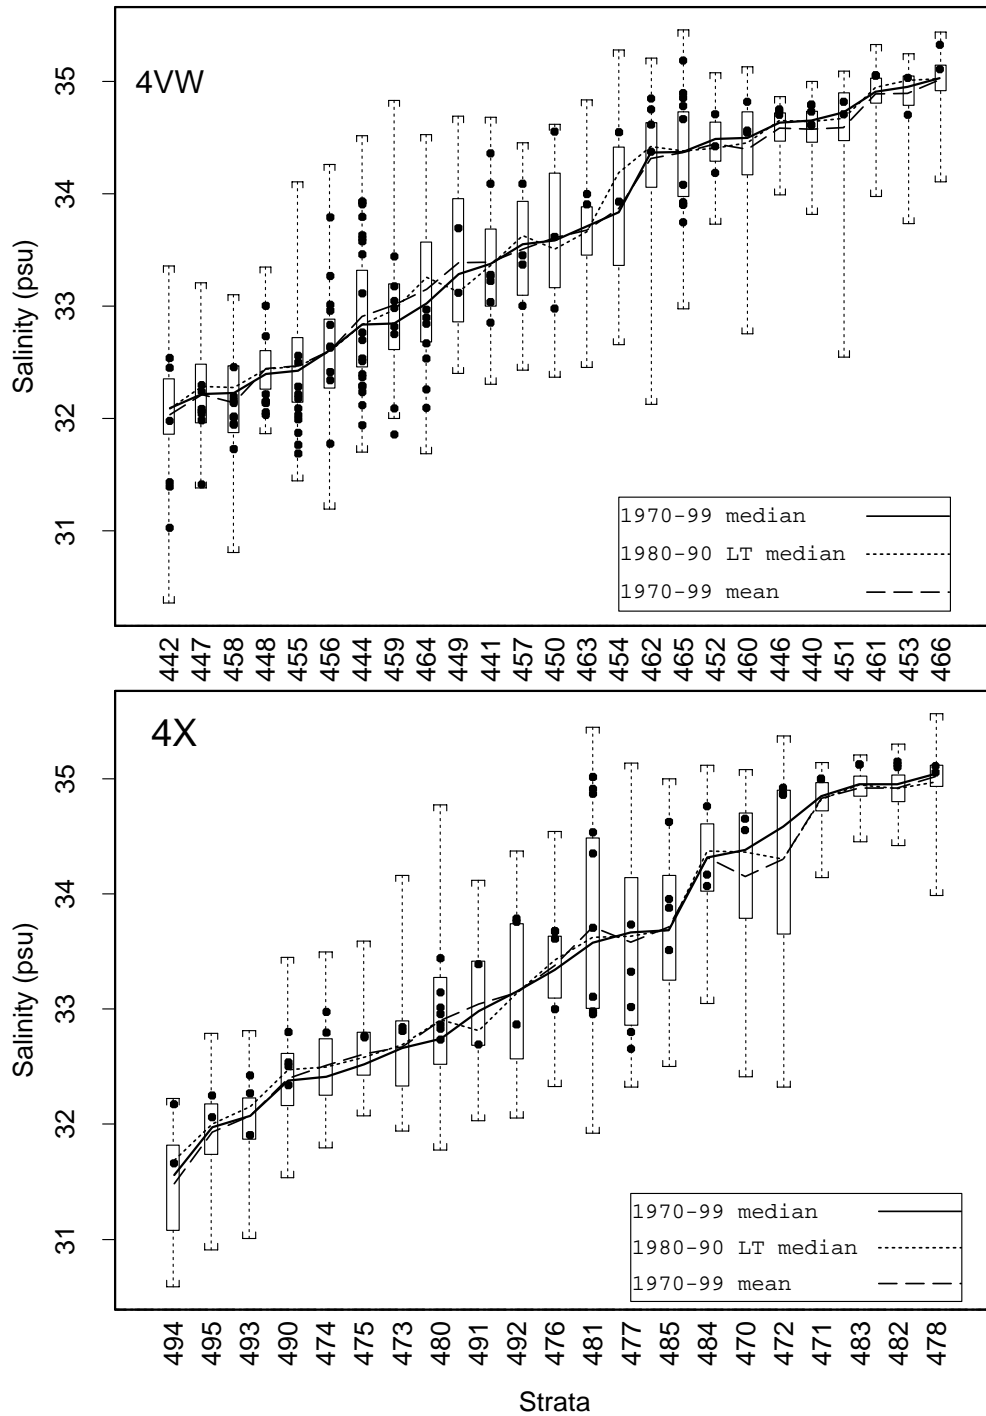 4VW
Salinity (psu)
35
34
33
32
31
1970-99 median
1980-90 LT median
1970-99 mean
442 447 458 448 455 456 444 459 464 449 441 457 450 463 454 462 465 452 460 446 440 451 461 453 466
4X
Salinity (psu)
35
34
33
32
31
1970-99 median
1980-90 LT median
1970-99 mean
494 495 493 490 474 475 473 480 491 492 476 481 477 485 484 470 472 471 483 482 478
Strata